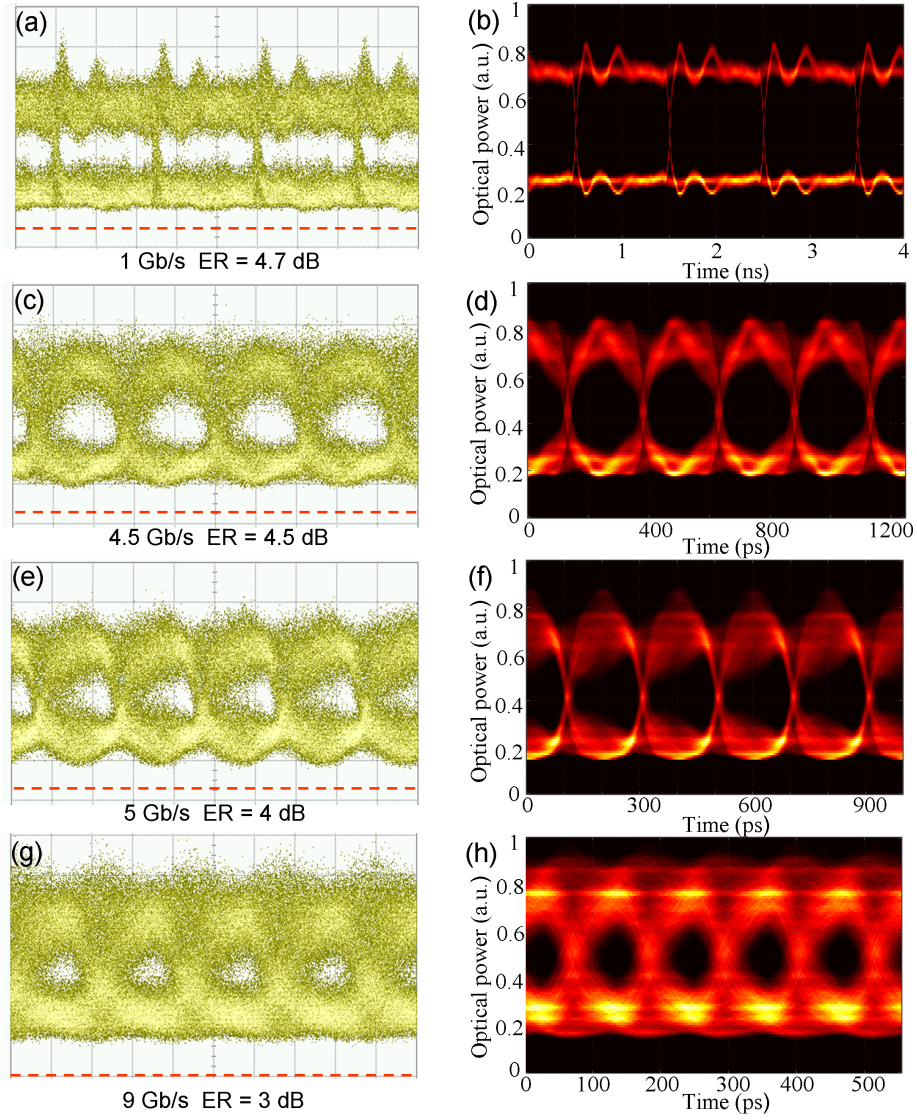 (a)
1 Gb/s ER = 4.7 dB
(b)
Optical power (a.u.)
1
0.8
0.6
0.4
0.2
0
0 1 2 3 4
Time (ns)
(c)
4.5 Gb/s ER = 4.5 dB
(d)
Optical power (a.u.)
1
0.8
0.6
0.4
0.2
0
0 400 800 1200
Time (ps)
(e)
5 Gb/s ER = 4 dB
(f)
Optical power (a.u.)
1
0.8
0.6
0.4
0.2
0
0 300 600 900
Time (ps)
(g)
9 Gb/s ER = 3 dB
(h)
Optical power (a.u.)
1
0.8
0.6
0.4
0.2
0
0 100 200 300 400 500
Time (ps)